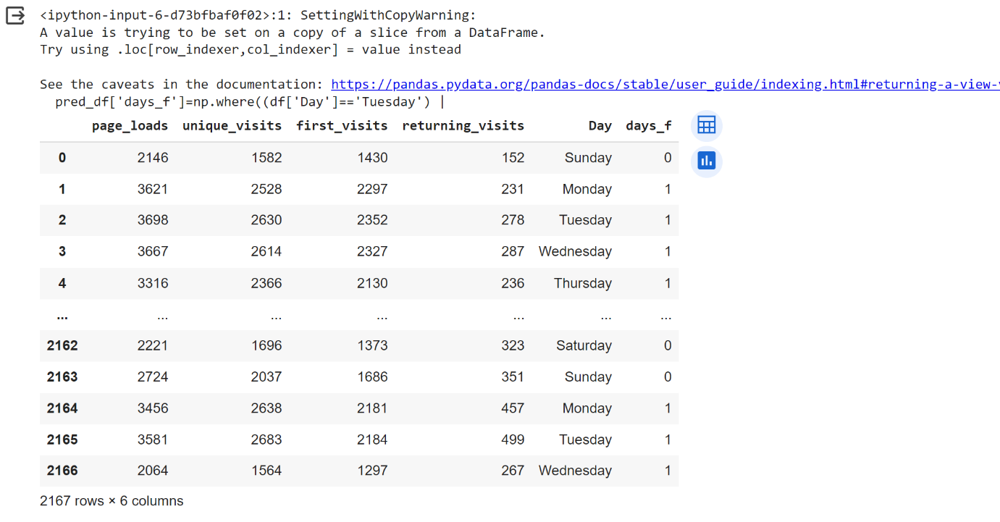 <ipython-input-6-d73bfbaf0f02>:1: SettingWithCopyWarning:
A value is trying to be set on a copy of a slice from a DataFrame.
Try using .loc[row_indexer,col_indexer] = value instead
See the caveats in the documentation: https://pandas.pydata.org/pandas-docs/stable/user_guide/indexing.html#returning-a-view-
pred_df['days_f']=np.where((df['Day']=='Tuesday') |
page_loads unique_visits first_visits returning_visits Day days_f
0 2146 1582 1430 152 Sunday 0
1 3621 2528 2297 231 Monday 1
2 3698 2630 2352 278 Tuesday 1
3 3667 2614 2327 287 Wednesday 1
4 3316 2366 2130 236 Thursday 1
... ... ... ... ... ... ...
2162 2221 1696 1373 323 Saturday 0
2163 2724 2037 1686 351 Sunday 0
2164 3456 2638 2181 457 Monday 1
2165 3581 2683 2184 499 Tuesday 1
2166 2064 1564 1297 267 Wednesday 1
2167 rows × 6 columns